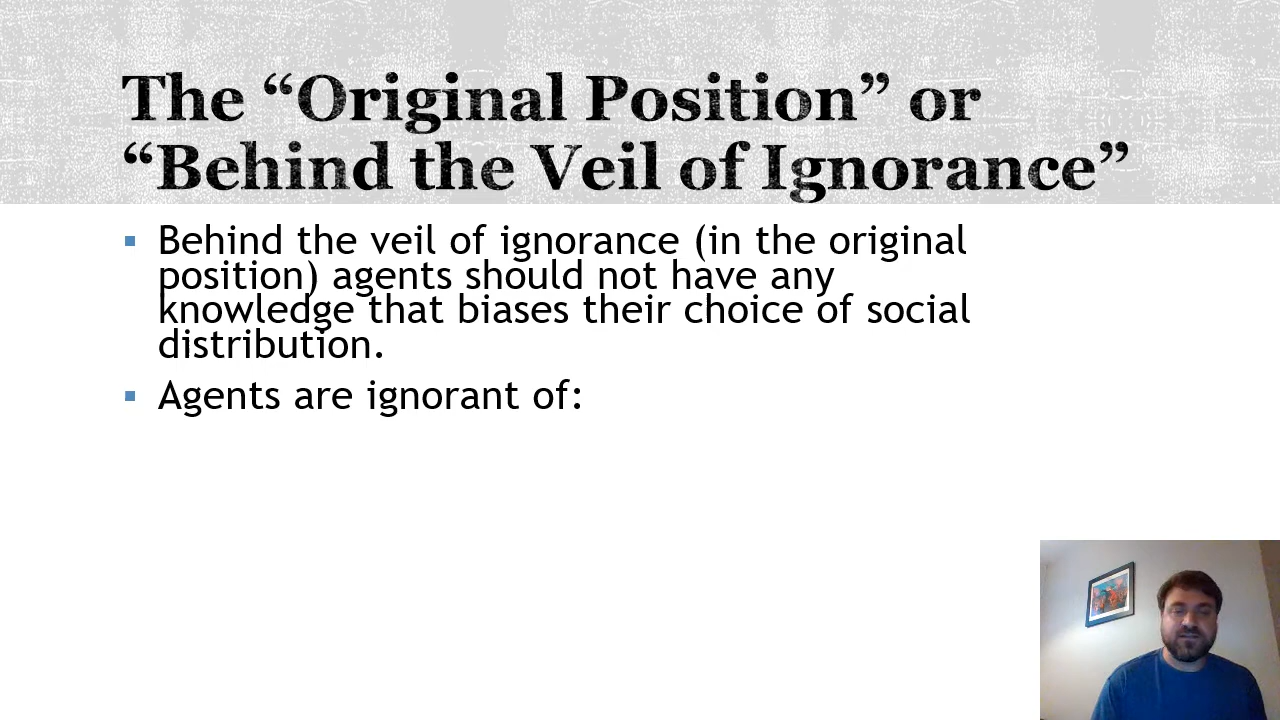 The “Original Position” or
“Behind the Veil of Ignorance”
▪ Behind the veil of ignorance (in the original
position) agents should not have any
knowledge that biases their choice of social
distribution.
▪ Agents are ignorant of: